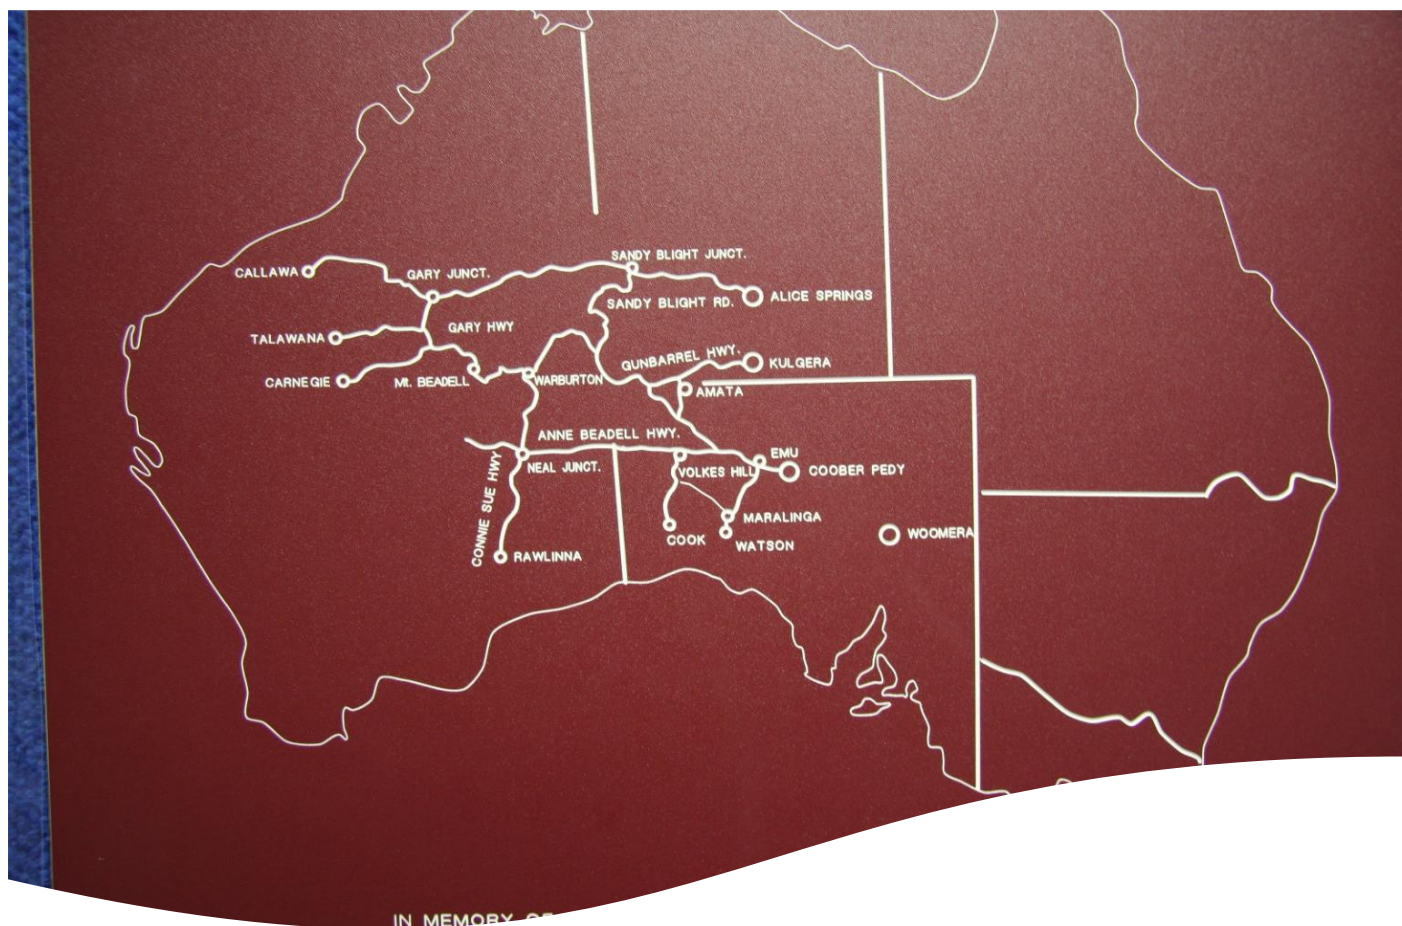 SANDY BLIGHT JUNCT.
CALLAWA
GARY JUNCT.
SANDY BLIGHT RD.
ALICE SPRINGS
TALAWANA
GARY HWY
GUNBARREL HWY.
KULGERA
CARNEGIE
Mt. BEADELL
WARBURTON
AMATA
ANNE BEADELL HWY.
EMU
NEAL JUNCT.
VOLKES HILL
COOBER PEDY
CONNIE SUE HWY
MARALINGA
COOK
WATSON
WOOMERA
RAWLINNA
IN MEMORY OF